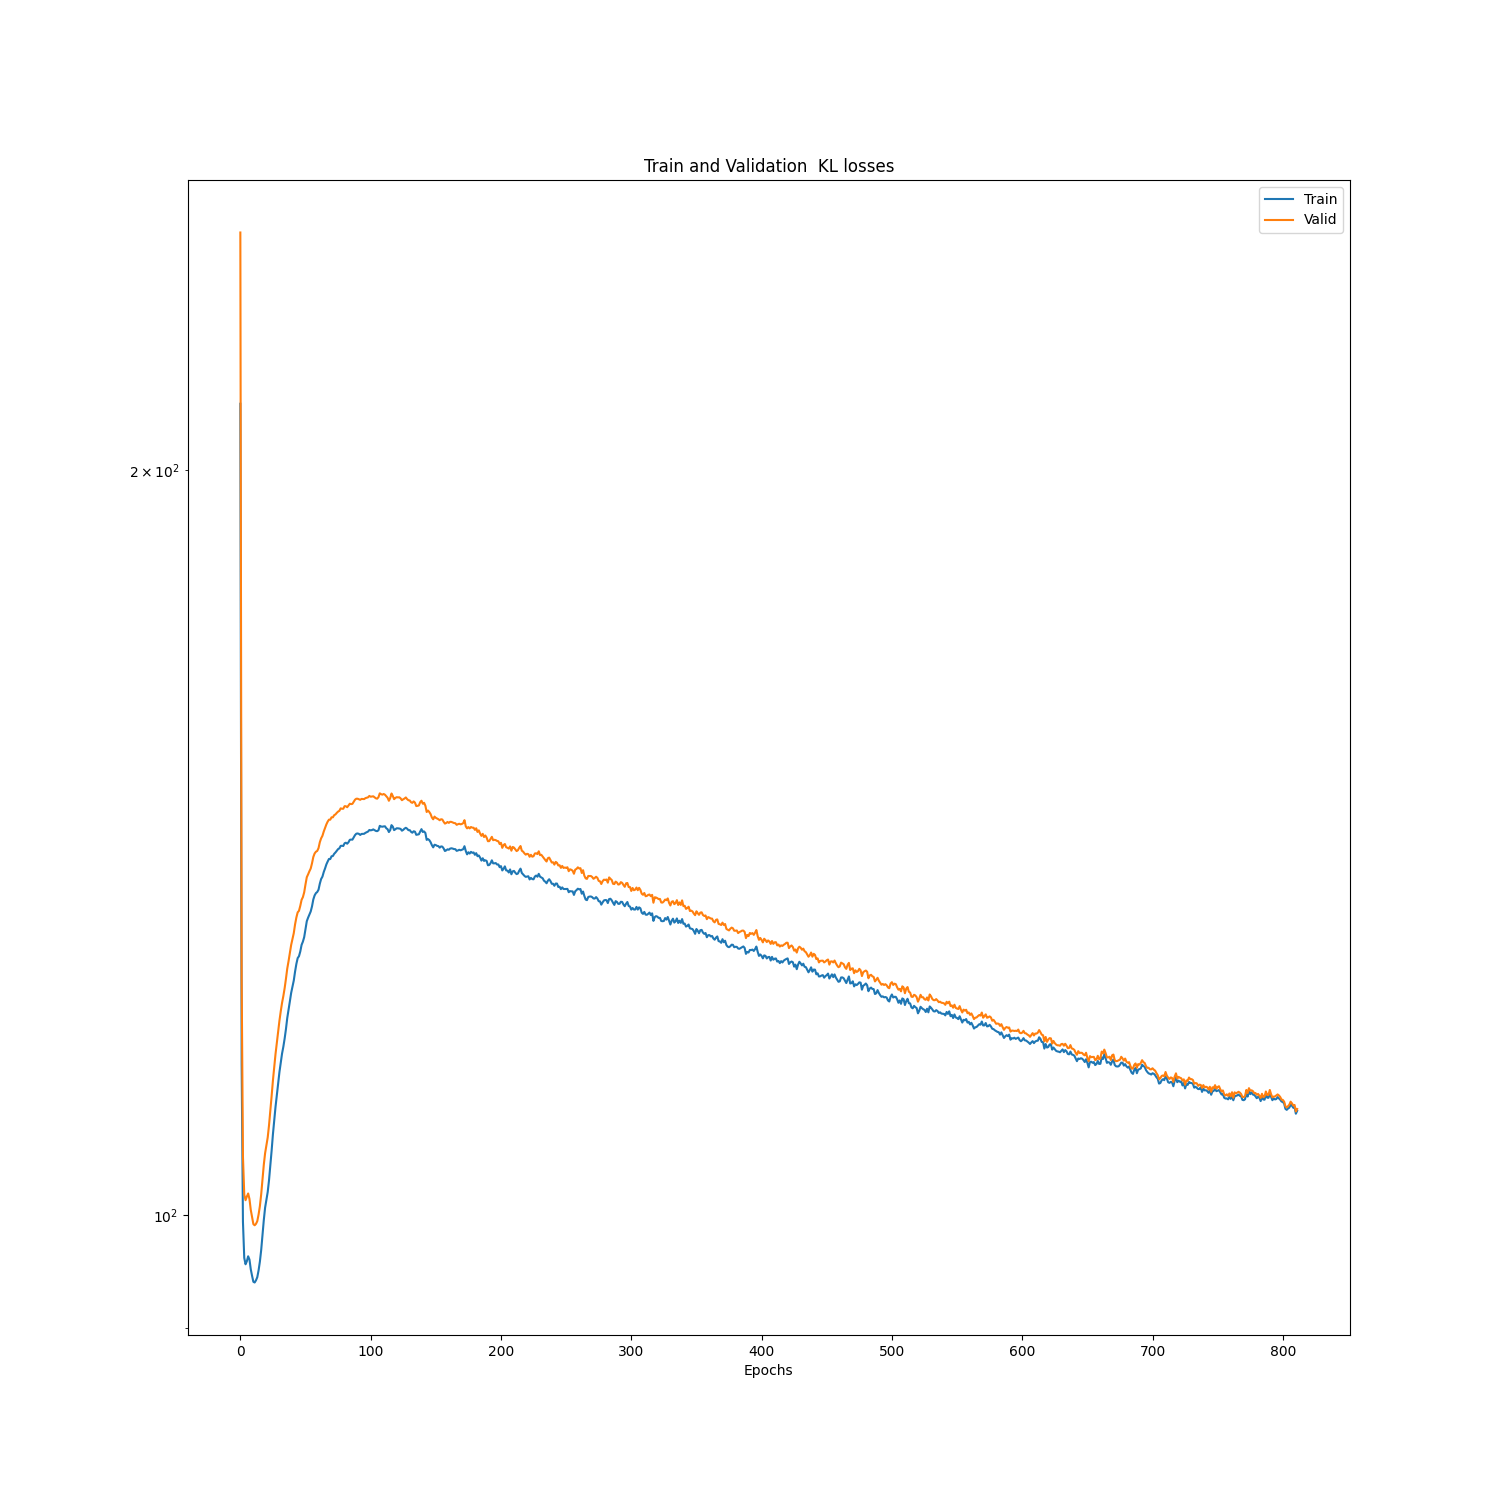 Train and Validation  KL losses
Train
Valid
2 × 10²
10²
0 100 200 300 400 500 600 700 800
Epochs